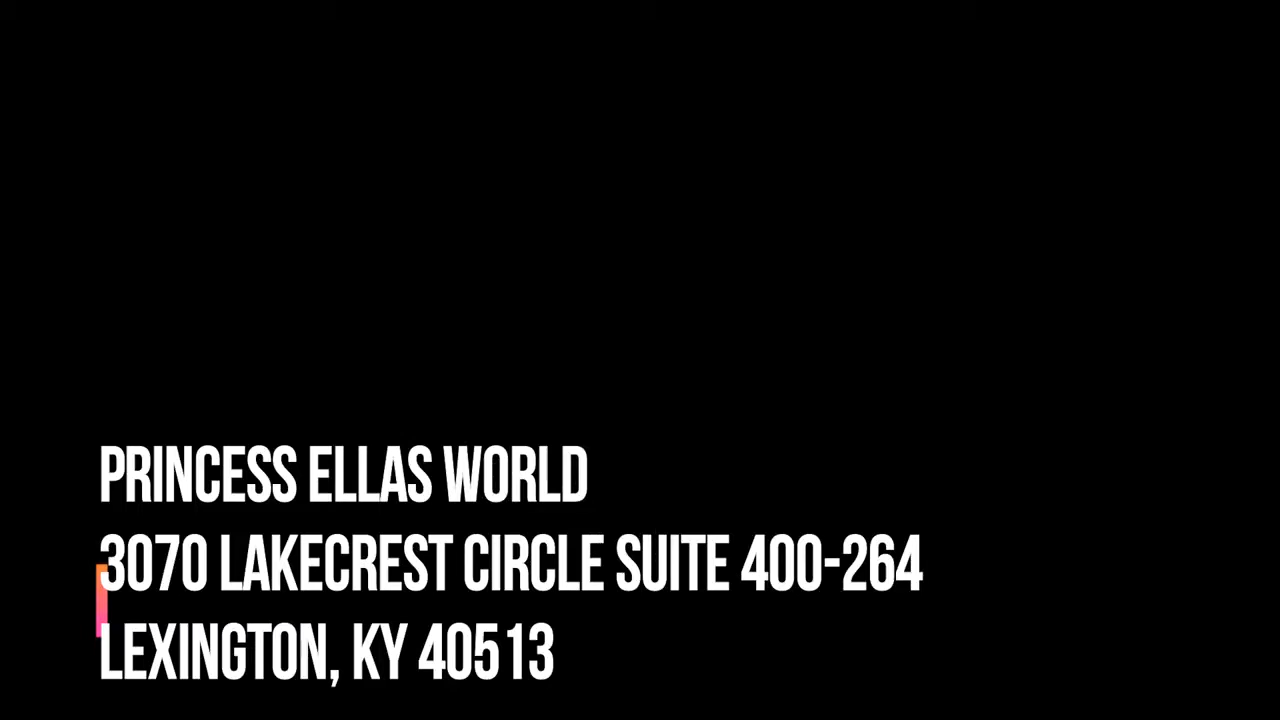 PRINCESS ELLAS WORLD
3070 LAKECREST CIRCLE SUITE 400-264
LEXINGTON, KY 40513